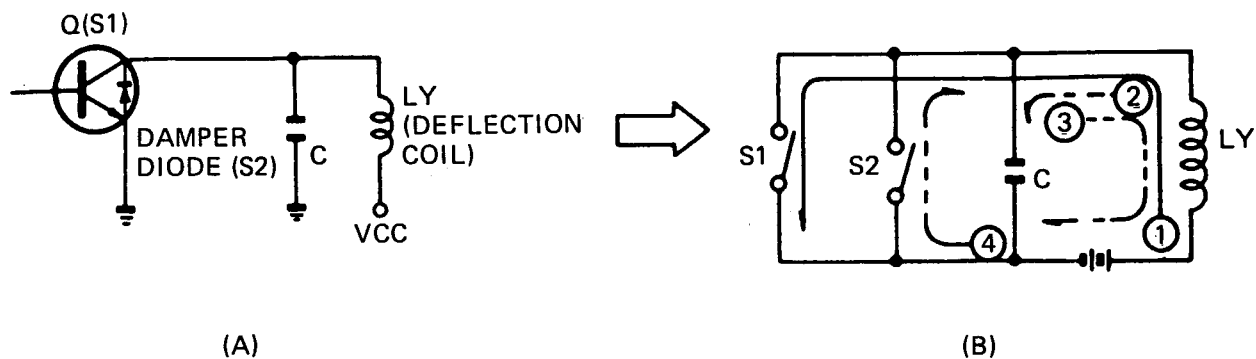 Q(S1)
DAMPER
DIODE (S2)
C
LY
(DEFLECTION
COIL)
VCC
(A)
S1
S2
C
LY
1
2
3
4
(B)